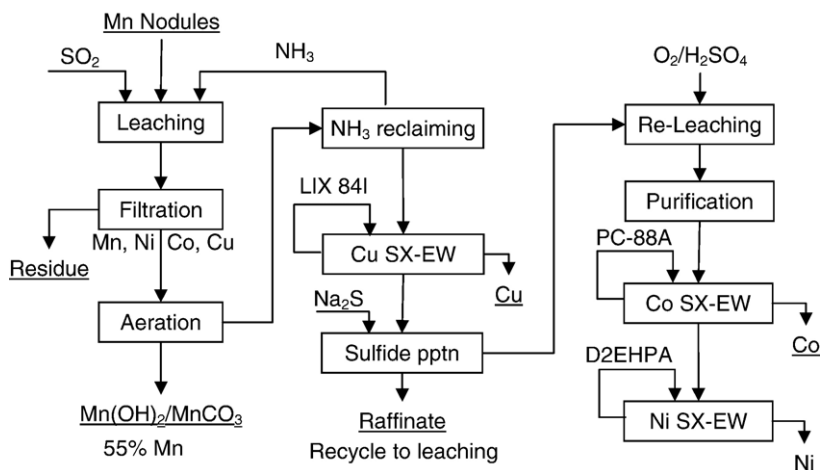 Mn Nodules
SO₂
NH₃
Leaching
Filtration
Mn, Ni Co, Cu
Residue
Aeration
Mn(OH)₂/MnCO₃
55% Mn
NH₃ reclaiming
LIX 84I
Cu SX-EW
Cu
Na₂S
Sulfide pptn
Raffinate
Recycle to leaching
O₂/H₂SO₄
Re-Leaching
Purification
PC-88A
Co SX-EW
Co
D2EHPA
Ni SX-EW
Ni